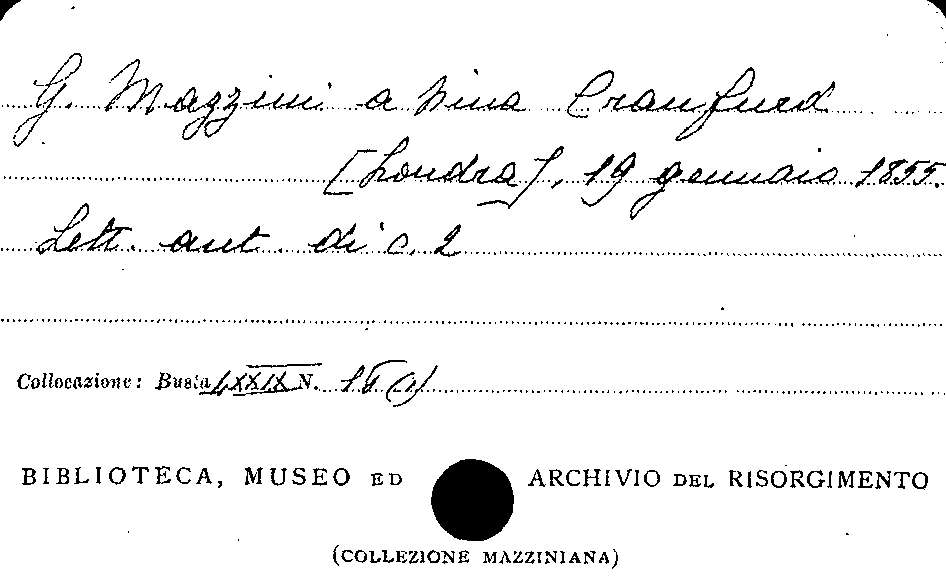 G. Mazzini a Nina Craufurd
[Londra], 19 gennaio 1855.
Lett. aut. di c. 2
Collocazione: Busta LXXIX N. 15 (1)
BIBLIOTECA, MUSEO ED ARCHIVIO DEL RISORGIMENTO
(COLLEZIONE MAZZINIANA)